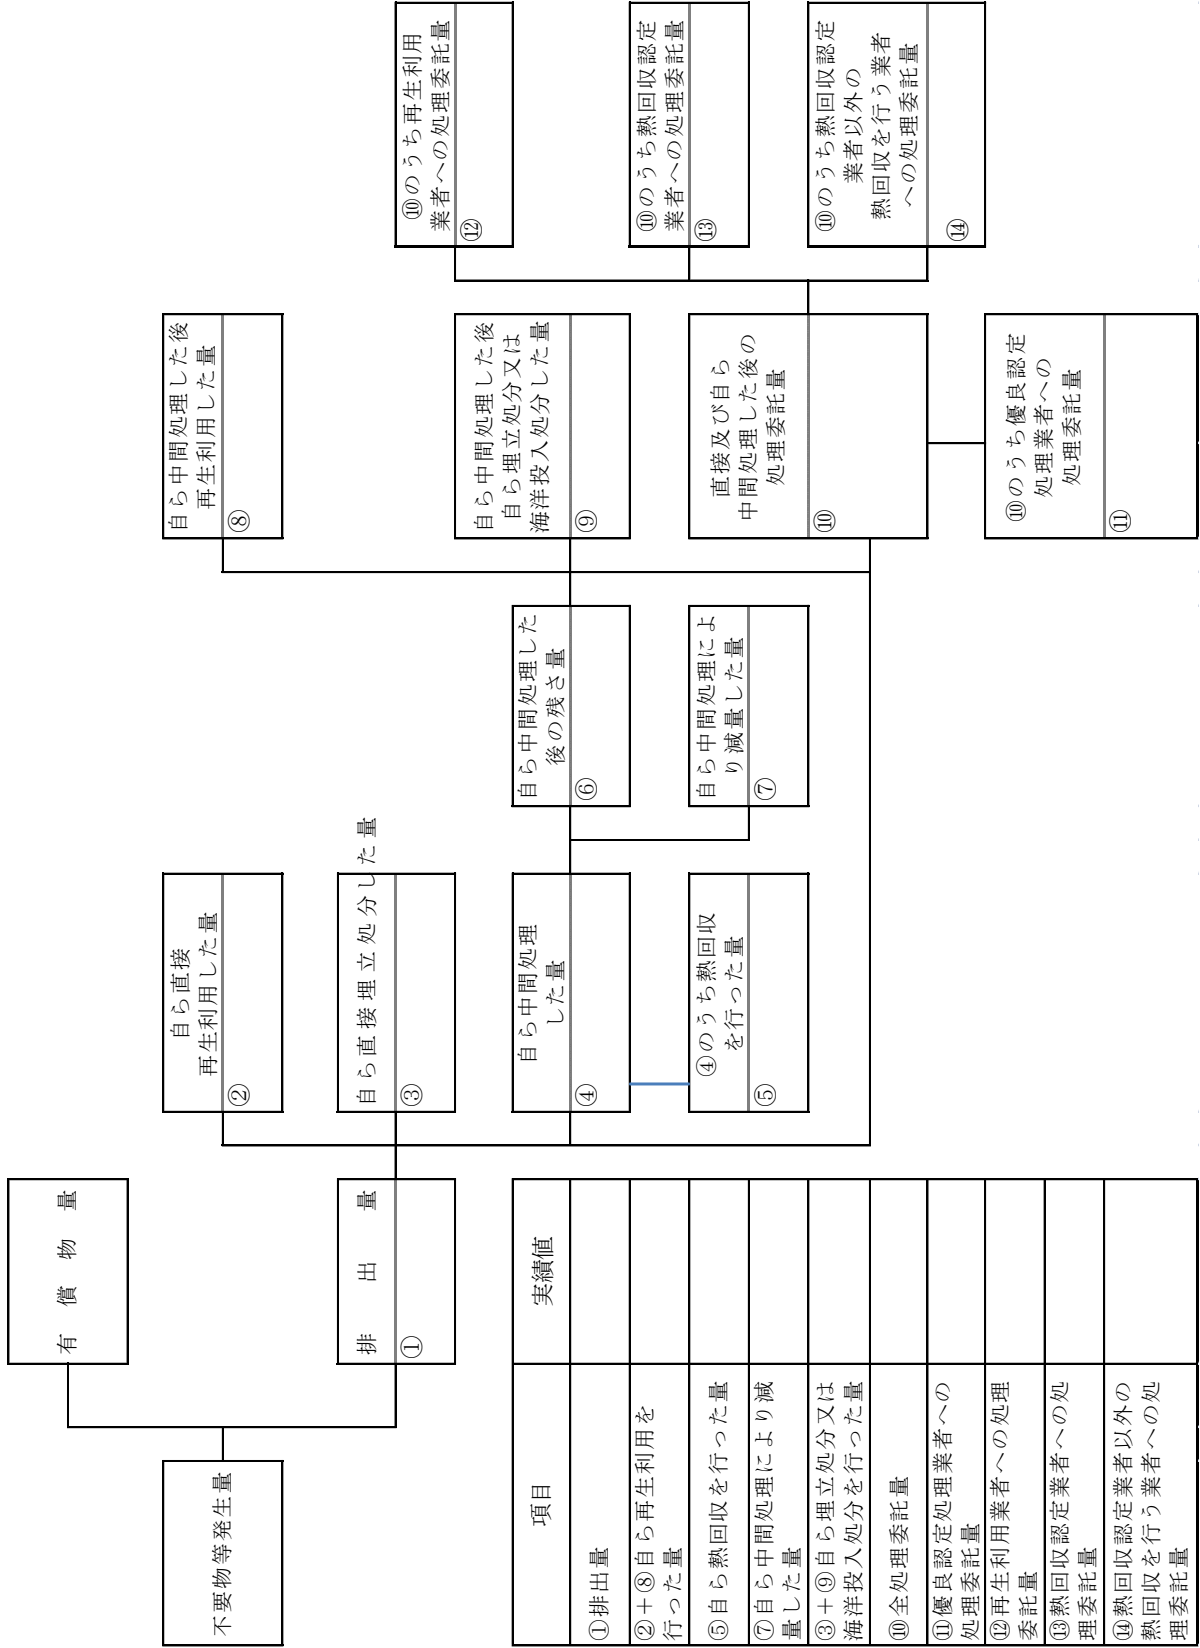 不要物等発生量
有償物量
排出量
①
自ら直接
再生利用した量
②
自ら直接埋立処分した量
③
自ら中間処理
した量
④
④のうち熱回収
を行った量
⑤
自ら中間処理した
後の残さ量
⑥
自ら中間処理によ
り減量した量
⑦
自ら中間処理した後
再生利用した量
⑧
自ら中間処理した後
自ら埋立処分又は
海洋投入処分した量
⑨
直接及び自ら
中間処理した後の
処理委託量
⑩
⑩のうち優良認定
処理業者への
処理委託量
⑪
⑩のうち再生利用
業者への処理委託量
⑫
⑩のうち熱回収認定
業者への処理委託量
⑬
⑩のうち熱回収認定
業者以外の
熱回収を行う業者
への処理委託量
⑭
項目
実績値
①排出量
②＋⑧自ら再生利用を
行った量
⑤自ら熱回収を行った量
⑦自ら中間処理により減
量した量
③＋⑨自ら埋立処分又は
海洋投入処分を行った量
⑩全処理委託量
⑪優良認定処理業者への
処理委託量
⑫再生利用業者への処理
委託量
⑬熱回収認定業者への処
理委託量
⑭熱回収認定業者以外の
熱回収を行う業者への処
理委託量